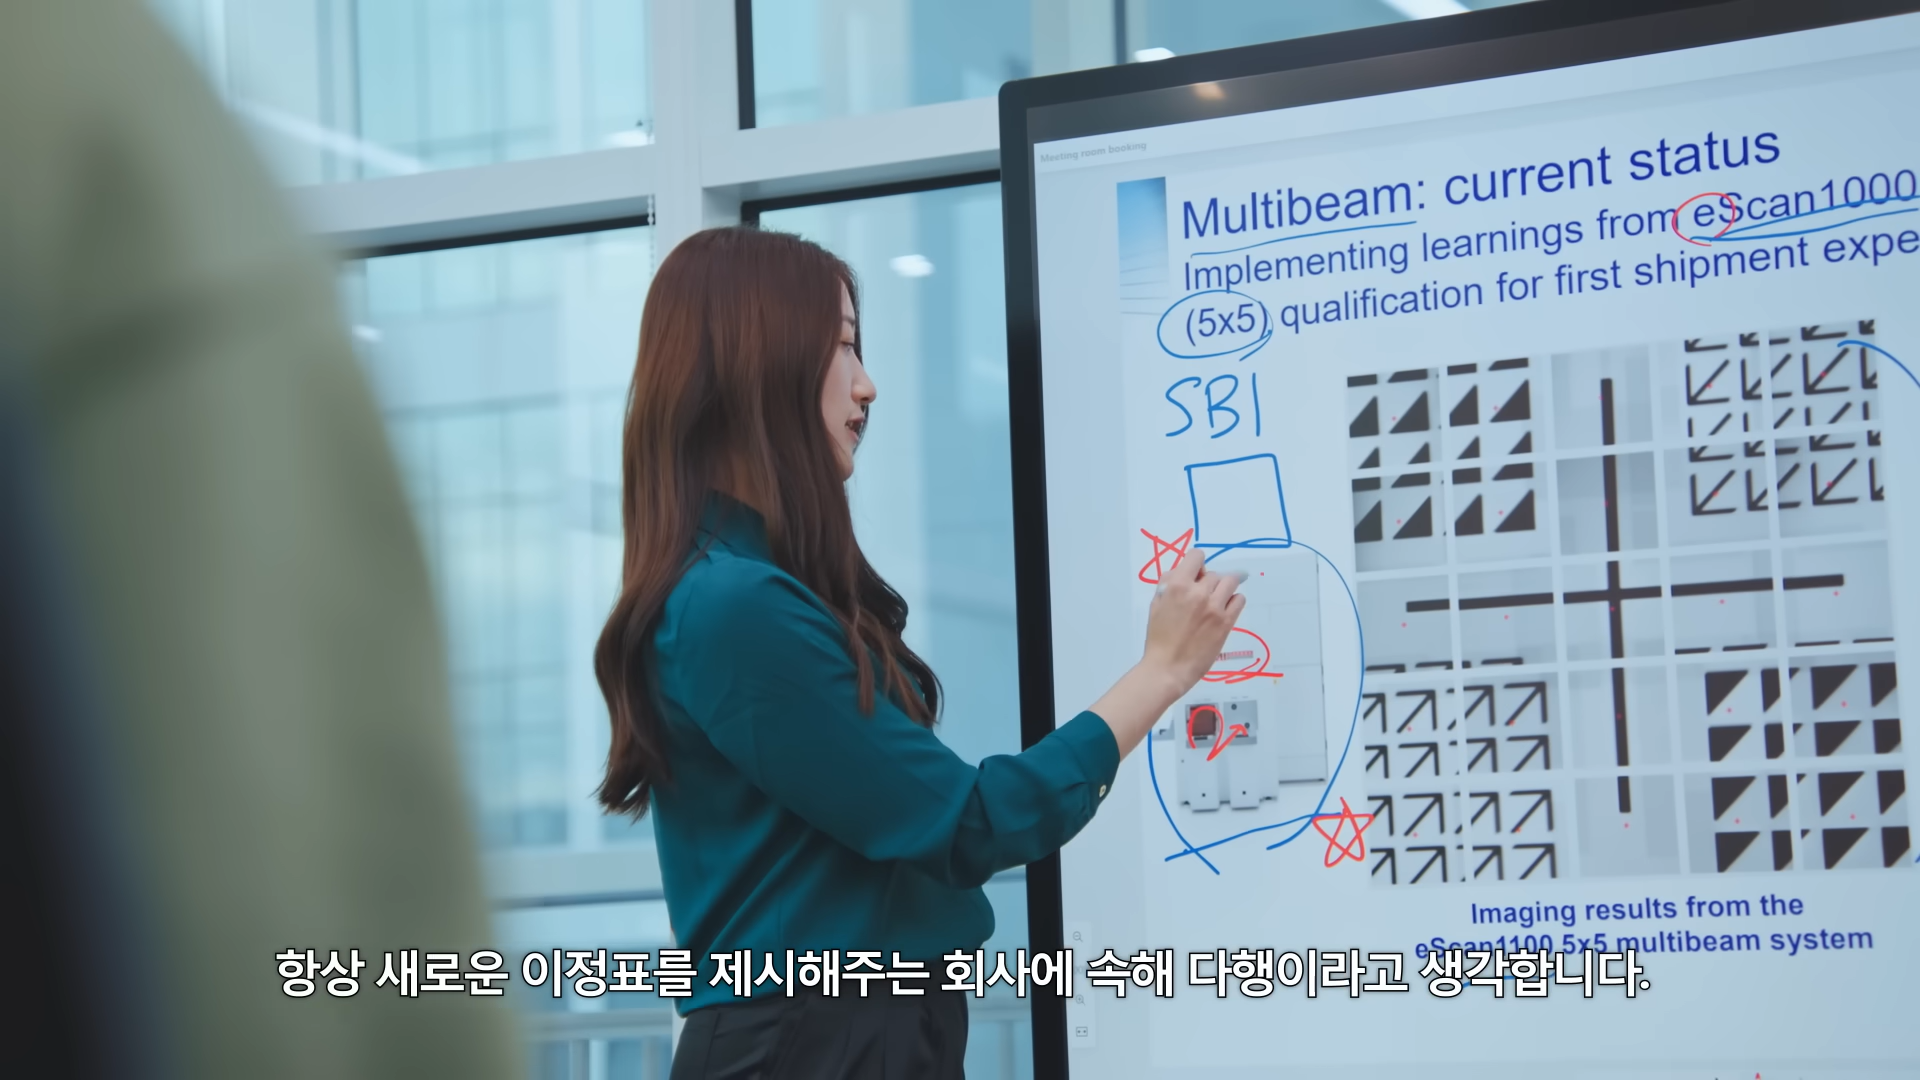 Meeting room booking
Multibeam: current status
Implementing learnings from eScan1000
(5x5), qualification for first shipment
SBI
Imaging results from the
eScan1100 5x5 multibeam system
항상 새로운 이정표를 제시해주는 회사에 속해 다행이라고 생각합니다.